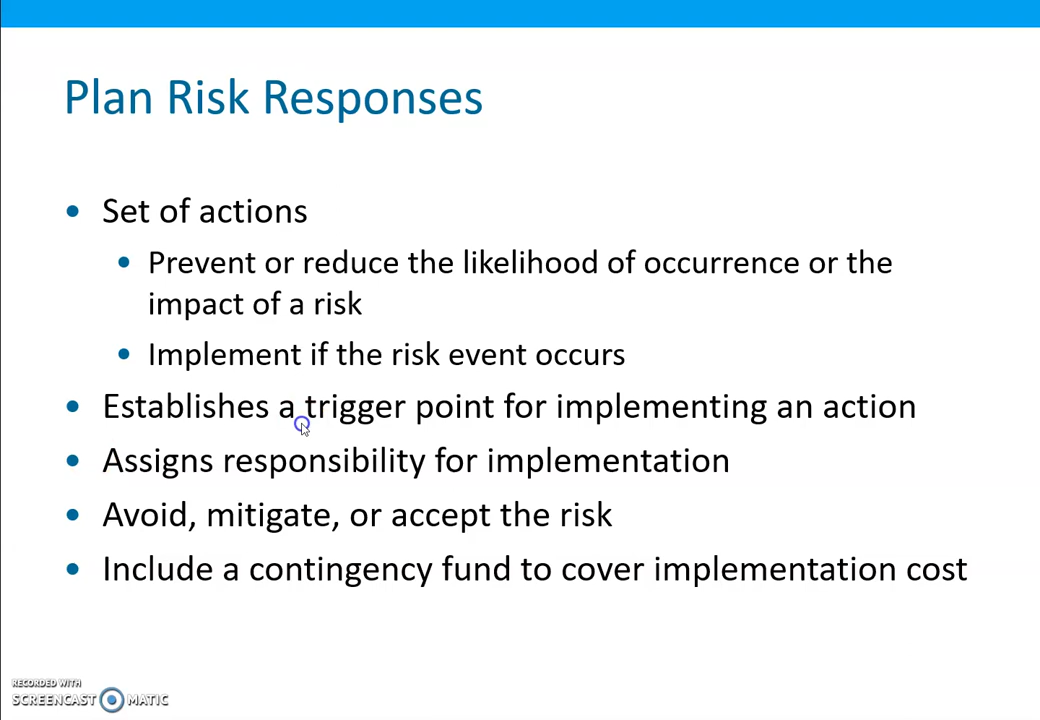 Plan Risk Responses
• Set of actions
• Prevent or reduce the likelihood of occurrence or the
impact of a risk
• Implement if the risk event occurs
• Establishes a trigger point for implementing an action
• Assigns responsibility for implementation
• Avoid, mitigate, or accept the risk
• Include a contingency fund to cover implementation cost
RECORDED WITH
SCREENCAST MATIC